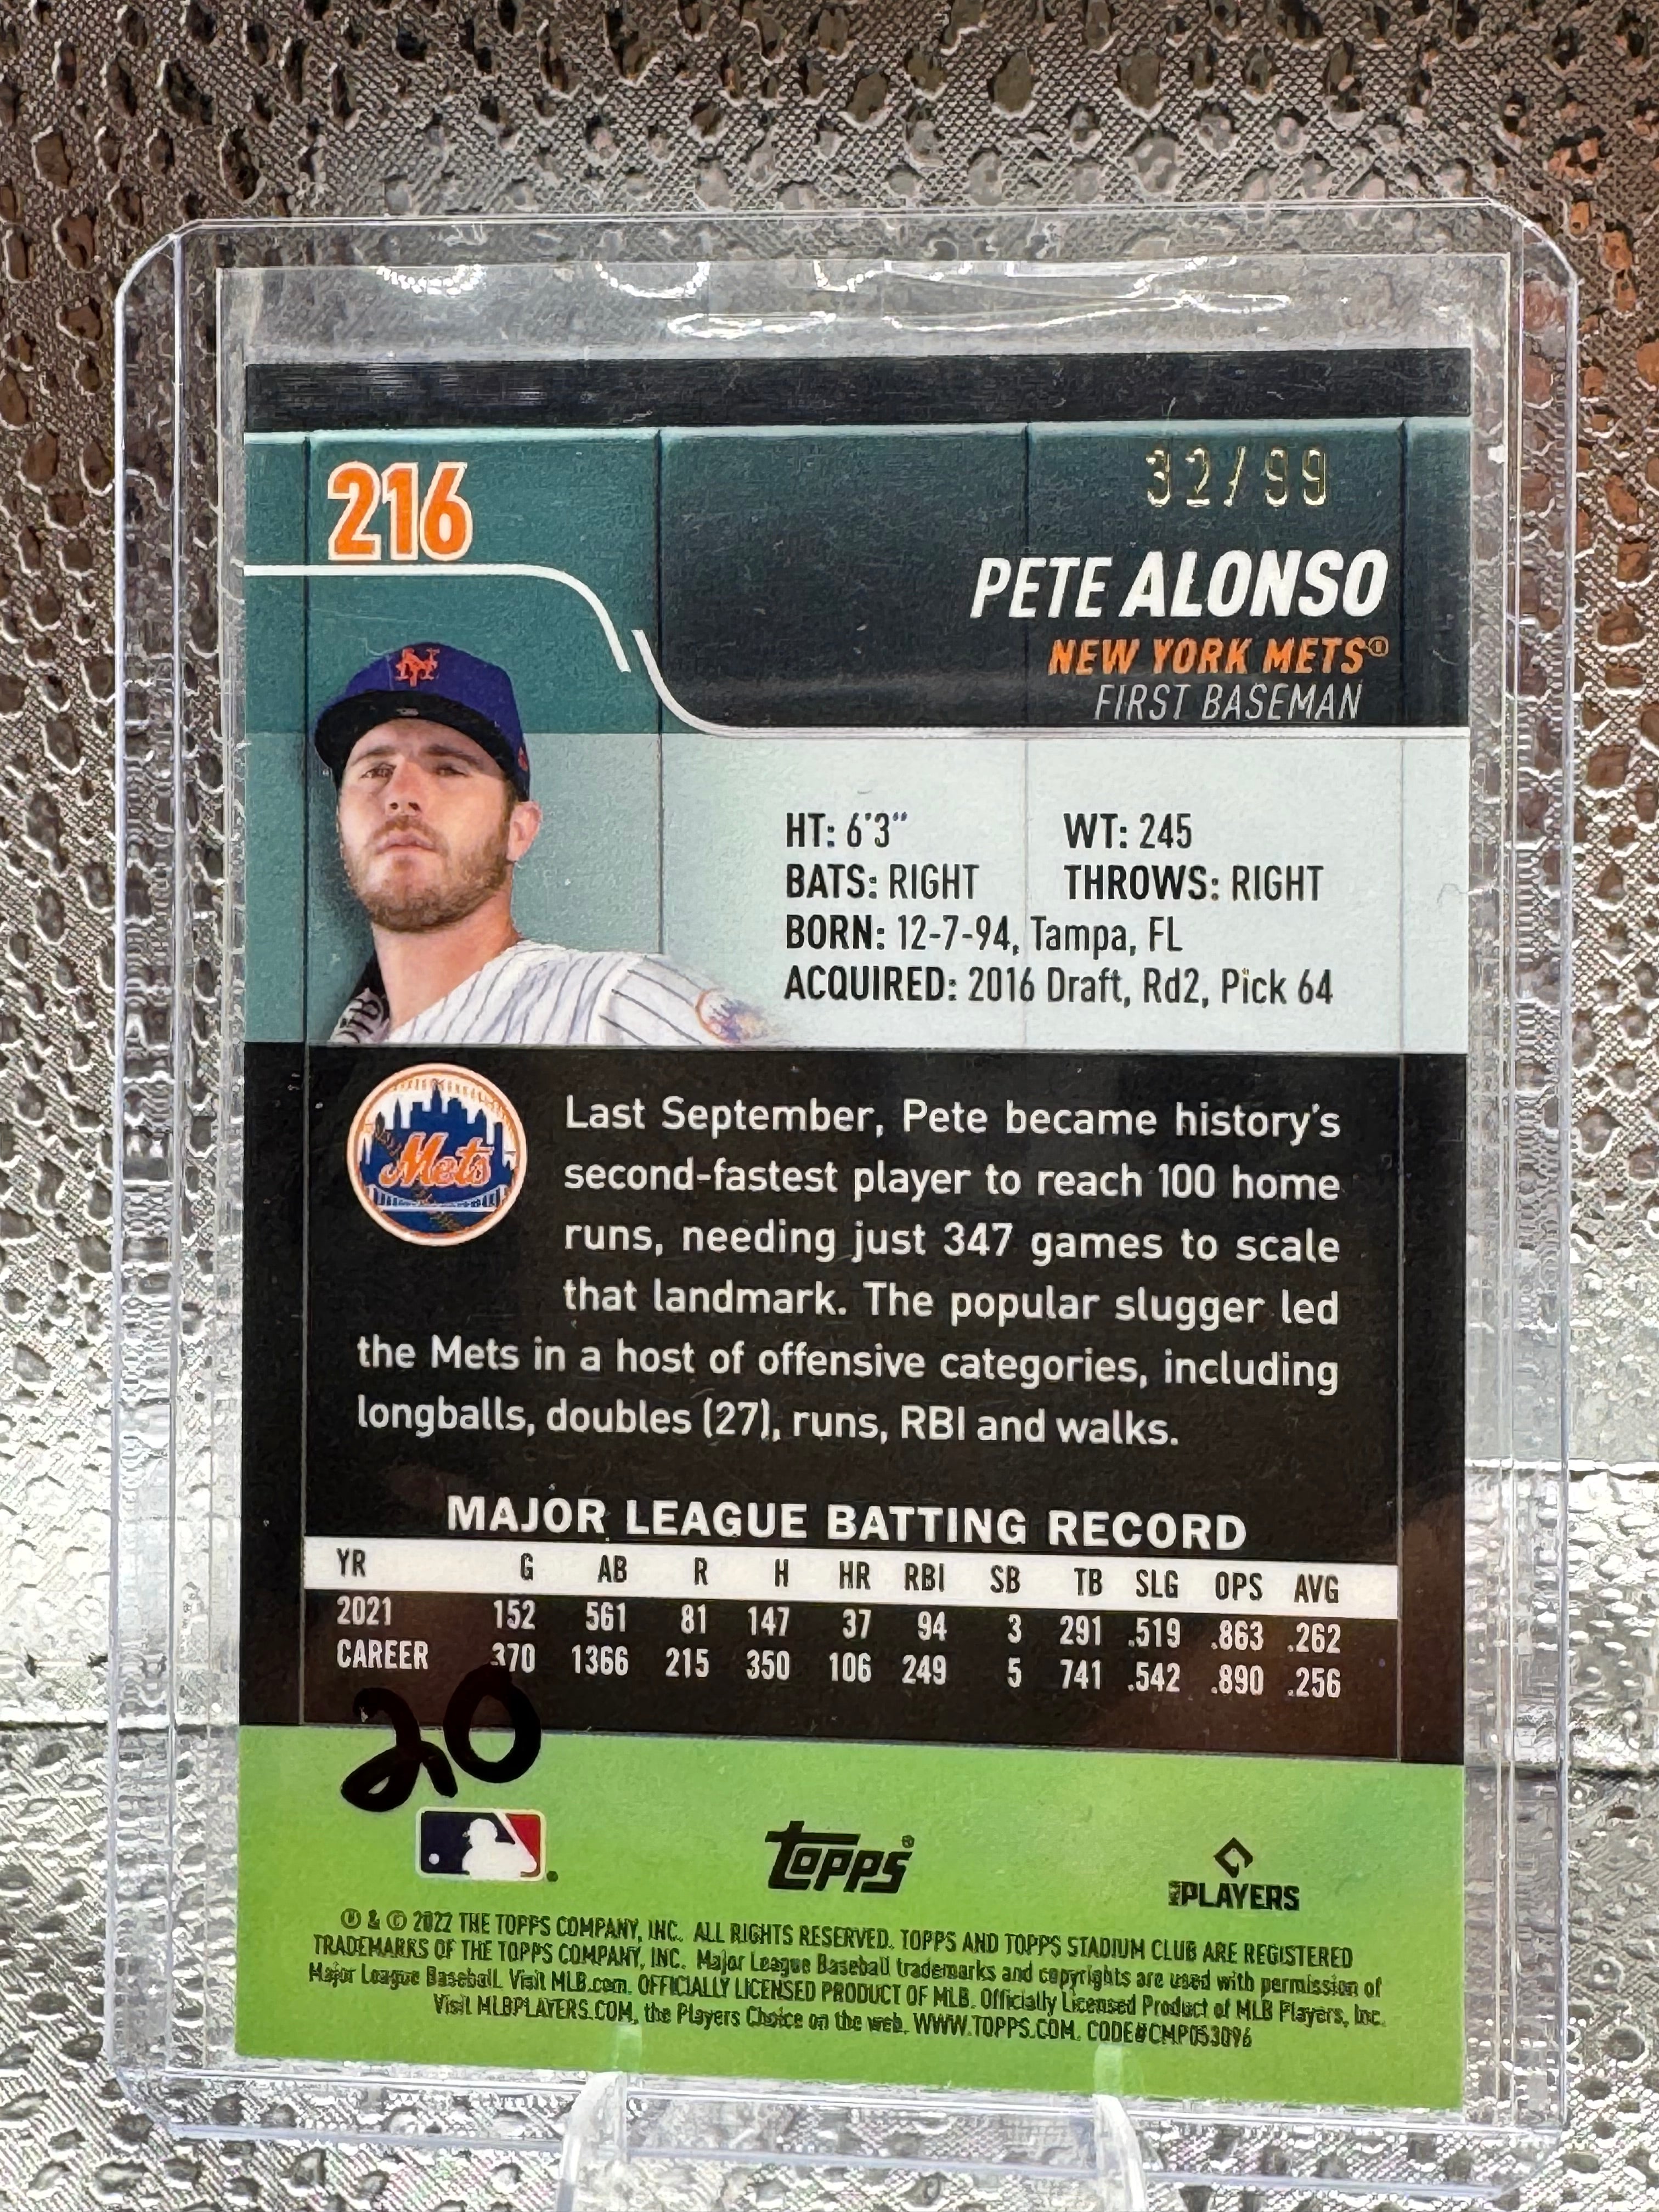 216
32/99
PETE ALONSO
NEW YORK METS®
FIRST BASEMAN
HT: 6'3" WT: 245
BATS: RIGHT THROWS: RIGHT
BORN: 12-7-94, Tampa, FL
ACQUIRED: 2016 Draft, Rd2, Pick 64
Mets
Last September, Pete became history's
second-fastest player to reach 100 home
runs, needing just 347 games to scale
that landmark. The popular slugger led
the Mets in a host of offensive categories, including
longballs, doubles (27), runs, RBI and walks.
MAJOR LEAGUE BATTING RECORD
YR G AB R H HR RBI SB TB SLG OPS AVG
2021 152 561 81 147 37 94 3 291 .519 .863 .262
CAREER 370 1366 215 350 106 249 5 741 .542 .890 .256
20
Topps®
PLAYERS
® & © 2022 THE TOPPS COMPANY, INC. ALL RIGHTS RESERVED. TOPPS AND TOPPS STADIUM CLUB ARE REGISTERED
TRADEMARKS OF THE TOPPS COMPANY, INC. Major League Baseball trademarks and copyrights are used with permission of
Major League Baseball. Visit MLB.com. OFFICIALLY LICENSED PRODUCT OF MLB. Officially Licensed Product of MLB Players, Inc.
Visit MLBPLAYERS.COM, the Players Choice on the web. WWW.TOPPS.COM. CODE#CMP053096